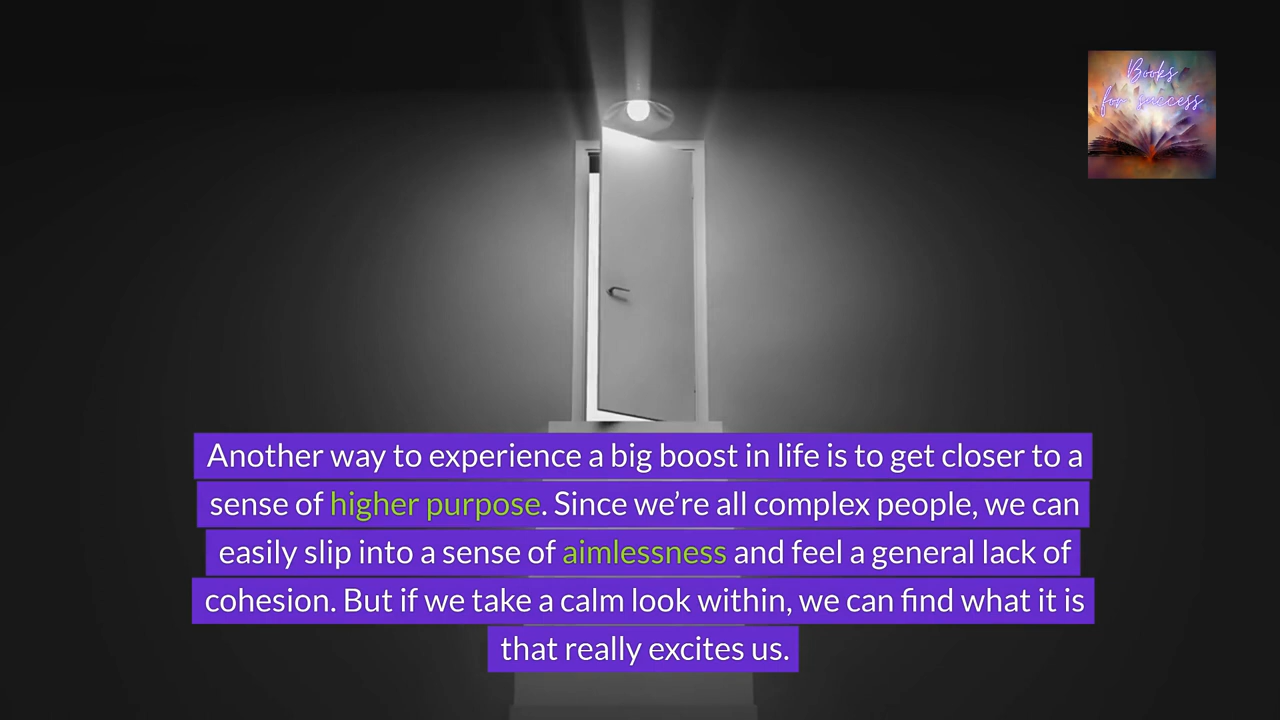 Books
for success
Another way to experience a big boost in life is to get closer to a
sense of higher purpose. Since we’re all complex people, we can
easily slip into a sense of aimlessness and feel a general lack of
cohesion. But if we take a calm look within, we can find what it is
that really excites us.